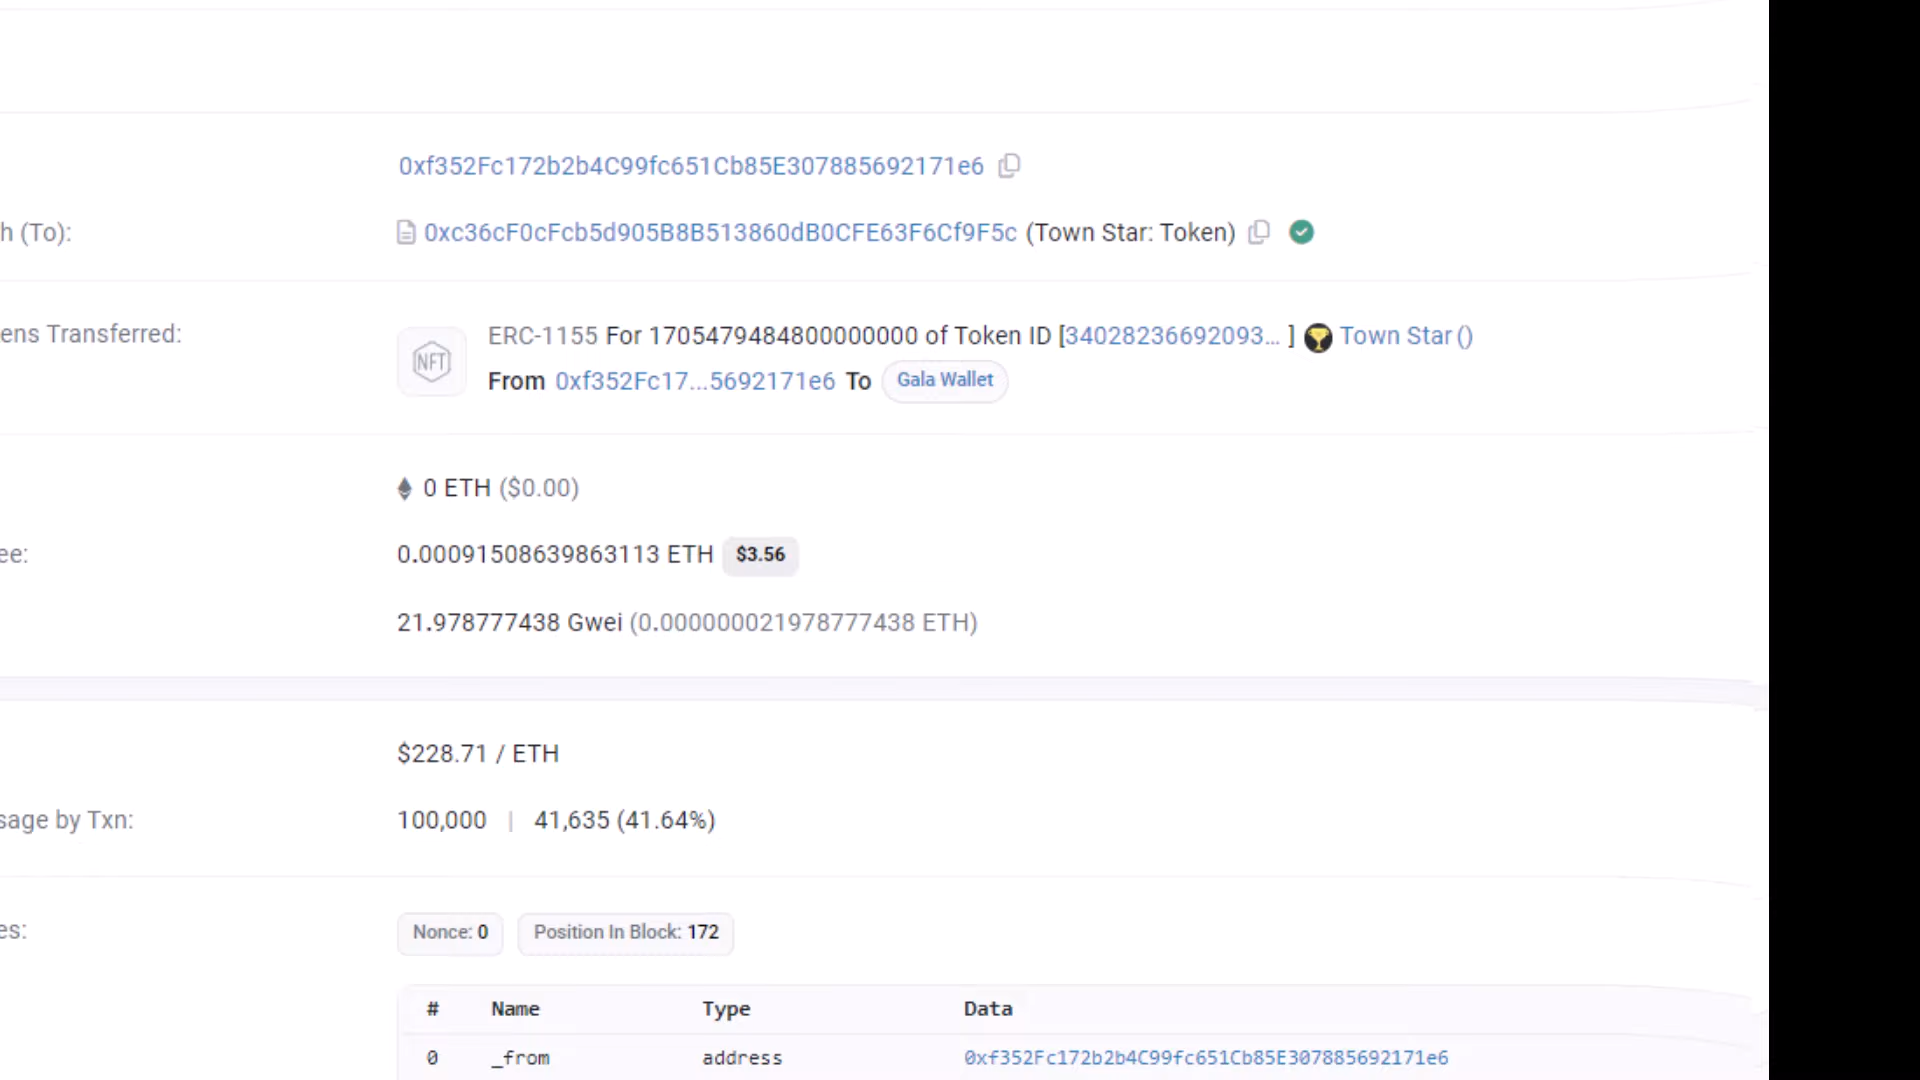 0xf352Fc172b2b4C99fc651Cb85E307885692171e6
h (To): 0xc36cF0cFcb5d905B8B513860dB0CFE63F6Cf9F5c (Town Star: Token)
ens Transferred: NFT ERC-1155 For 1705479484800000000 of Token ID [34028236692093... ] Town Star ()
From 0xf352Fc17...5692171e6 To Gala Wallet
0 ETH ($0.00)
ee: 0.00091508639863113 ETH $3.56
21.978777438 Gwei (0.000000021978777438 ETH)
$228.71 / ETH
sage by Txn: 100,000 | 41,635 (41.64%)
es: Nonce: 0 Position In Block: 172
# Name Type Data
0 _from address 0xf352Fc172b2b4C99fc651Cb85E307885692171e6